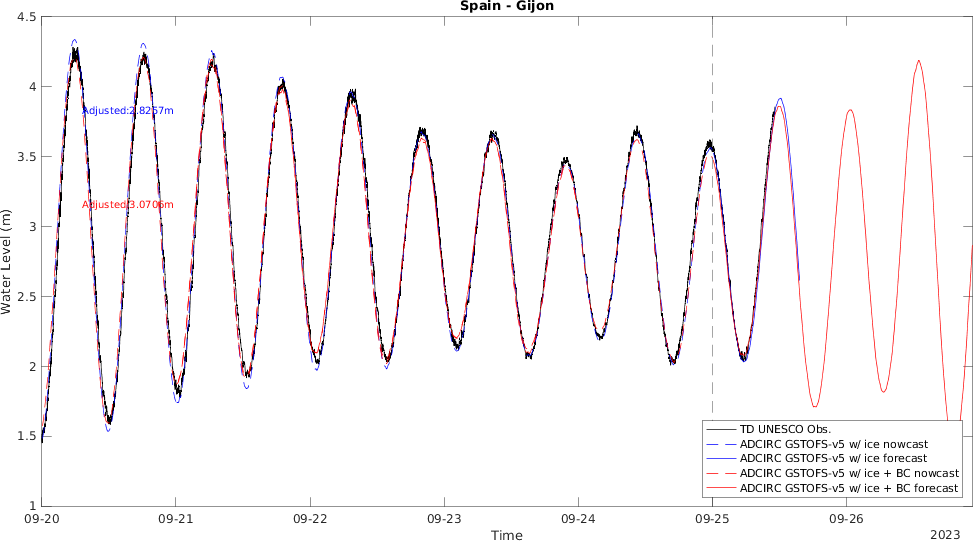 Spain - Gijon
4.5
4
3.5
3
2.5
2
1.5
1
Water Level (m)
Adjusted:2.8267m
Adjusted:3.0706m
TD UNESCO Obs.
ADCIRC GSTOFS-v5 w/ ice nowcast
ADCIRC GSTOFS-v5 w/ ice forecast
ADCIRC GSTOFS-v5 w/ ice + BC nowcast
ADCIRC GSTOFS-v5 w/ ice + BC forecast
09-20 09-21 09-22 09-23 09-24 09-25 09-26
Time
2023